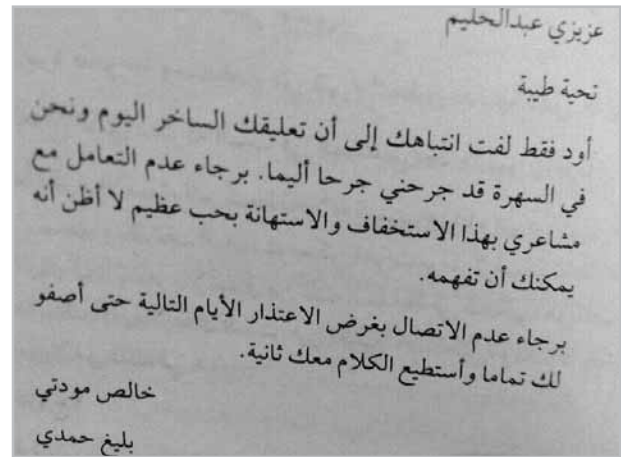 عزيزي عبدالحليم
تحية طيبة
أود فقط لفت انتباهك إلى أن تعليقك الساخر اليوم ونحن
في السهرة قد جرحني جرحا أليما. برجاء عدم التعامل مع
مشاعري بهذا الاستخفاف والاستهانة بحب عظيم لا أظن أنه
يمكنك أن تفهمه.
برجاء عدم الاتصال بغرض الاعتذار الأيام التالية حتى أصفو
لك تماما وأستطيع الكلام معك ثانية.
خالص مودتي
بليغ حمدي